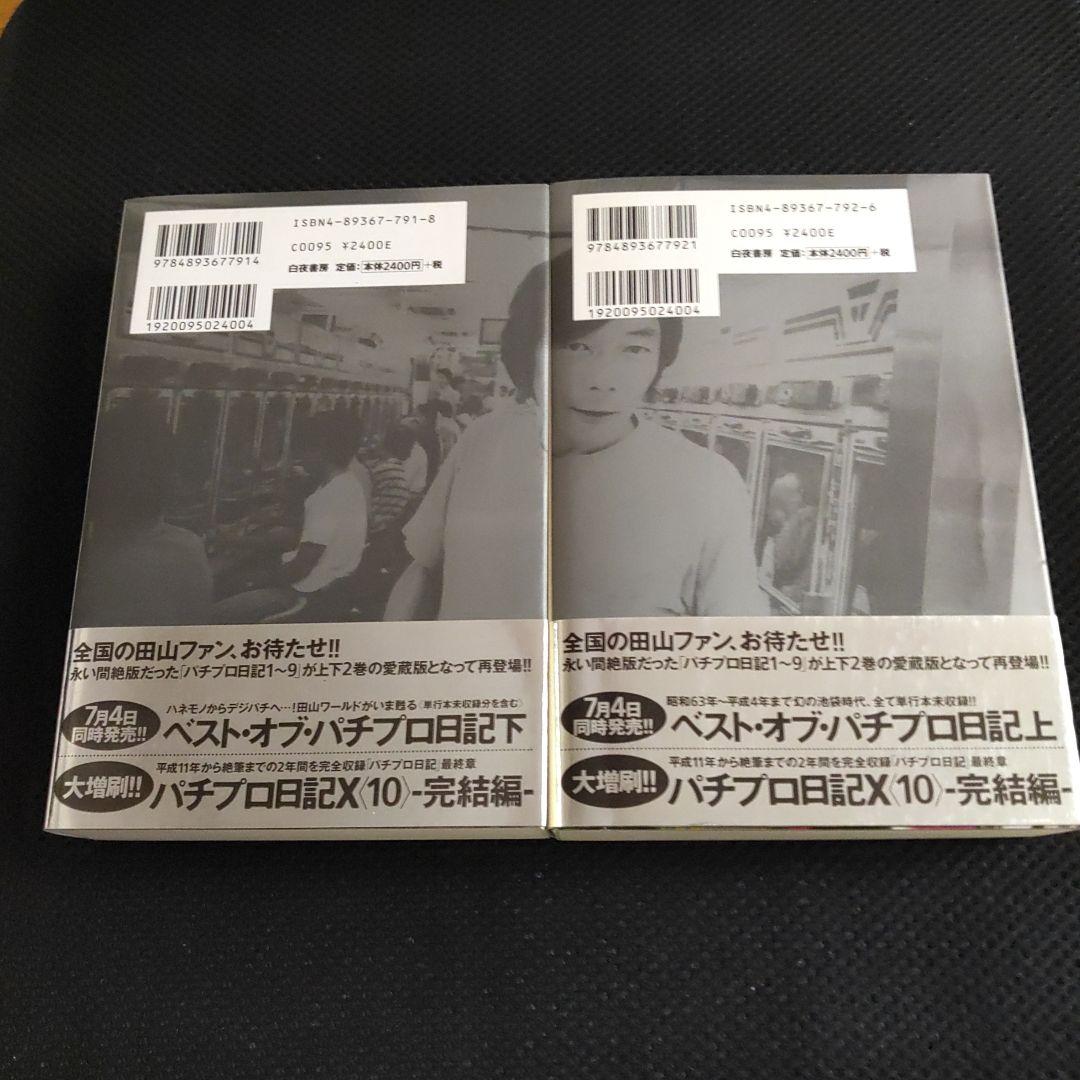 ISBN4-89367-791-8
C0095 ¥2400E
9784893677914
白夜書房 定価:本体2400円+税
1920095024004
全国の田山ファン、お待たせ!!
永い間絶版だった「パチプロ日記1〜9」が上下2巻の愛蔵版となって再登場!!
7月4日
同時発売!!
ハネモノからデジパチへ…!田山ワールドがいま甦る〈単行本未収録分を含む〉
ベスト・オブ・パチプロ日記下
大増刷!!
平成11年から絶筆までの2年間を完全収録「パチプロ日記」最終章
パチプロ日記X〈10〉-完結編-
ISBN4-89367-792-6
C0095 ¥2400E
9784893677921
白夜書房 定価:本体2400円+税
1920095024004
全国の田山ファン、お待たせ!!
永い間絶版だった「パチプロ日記1〜9」が上下2巻の愛蔵版となって再登場!!
7月4日
同時発売!!
昭和63年〜平成4年まで幻の池袋時代、全て単行本未収録!!
ベスト・オブ・パチプロ日記上
大増刷!!
平成11年から絶筆までの2年間を完全収録「パチプロ日記」最終章
パチプロ日記X〈10〉-完結編-